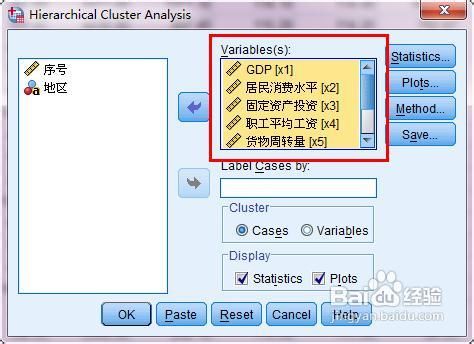 Hierarchical Cluster Analysis
序号
地区
Variables(s):
GDP [x1]
居民消费水平 [x2]
固定资产投资 [x3]
职工平均工资 [x4]
货物周转量 [x5]
Statistics...
Plots...
Method...
Save...
Label Cases by:
Cluster
Cases Variables
Display
Statistics Plots
OK Paste Reset Cancel Help
Baidu 经验
jingyan.baidu.com